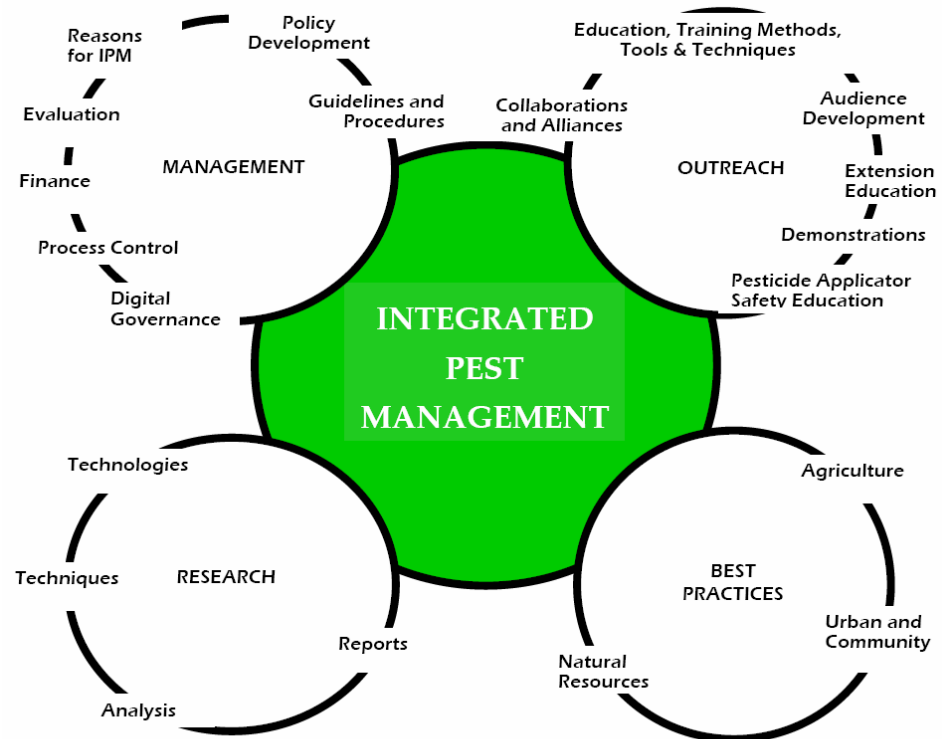 Reasons
for IPM
Policy
Development
Guidelines and
Procedures
Evaluation
MANAGEMENT
Finance
Process Control
Digital
Governance
Education, Training Methods,
Tools & Techniques
Collaborations
and Alliances
Audience
Development
OUTREACH
Extension
Education
Demonstrations
Pesticide Applicator
Safety Education
INTEGRATED
PEST
MANAGEMENT
Technologies
Techniques
RESEARCH
Reports
Analysis
Agriculture
BEST
PRACTICES
Urban and
Community
Natural
Resources